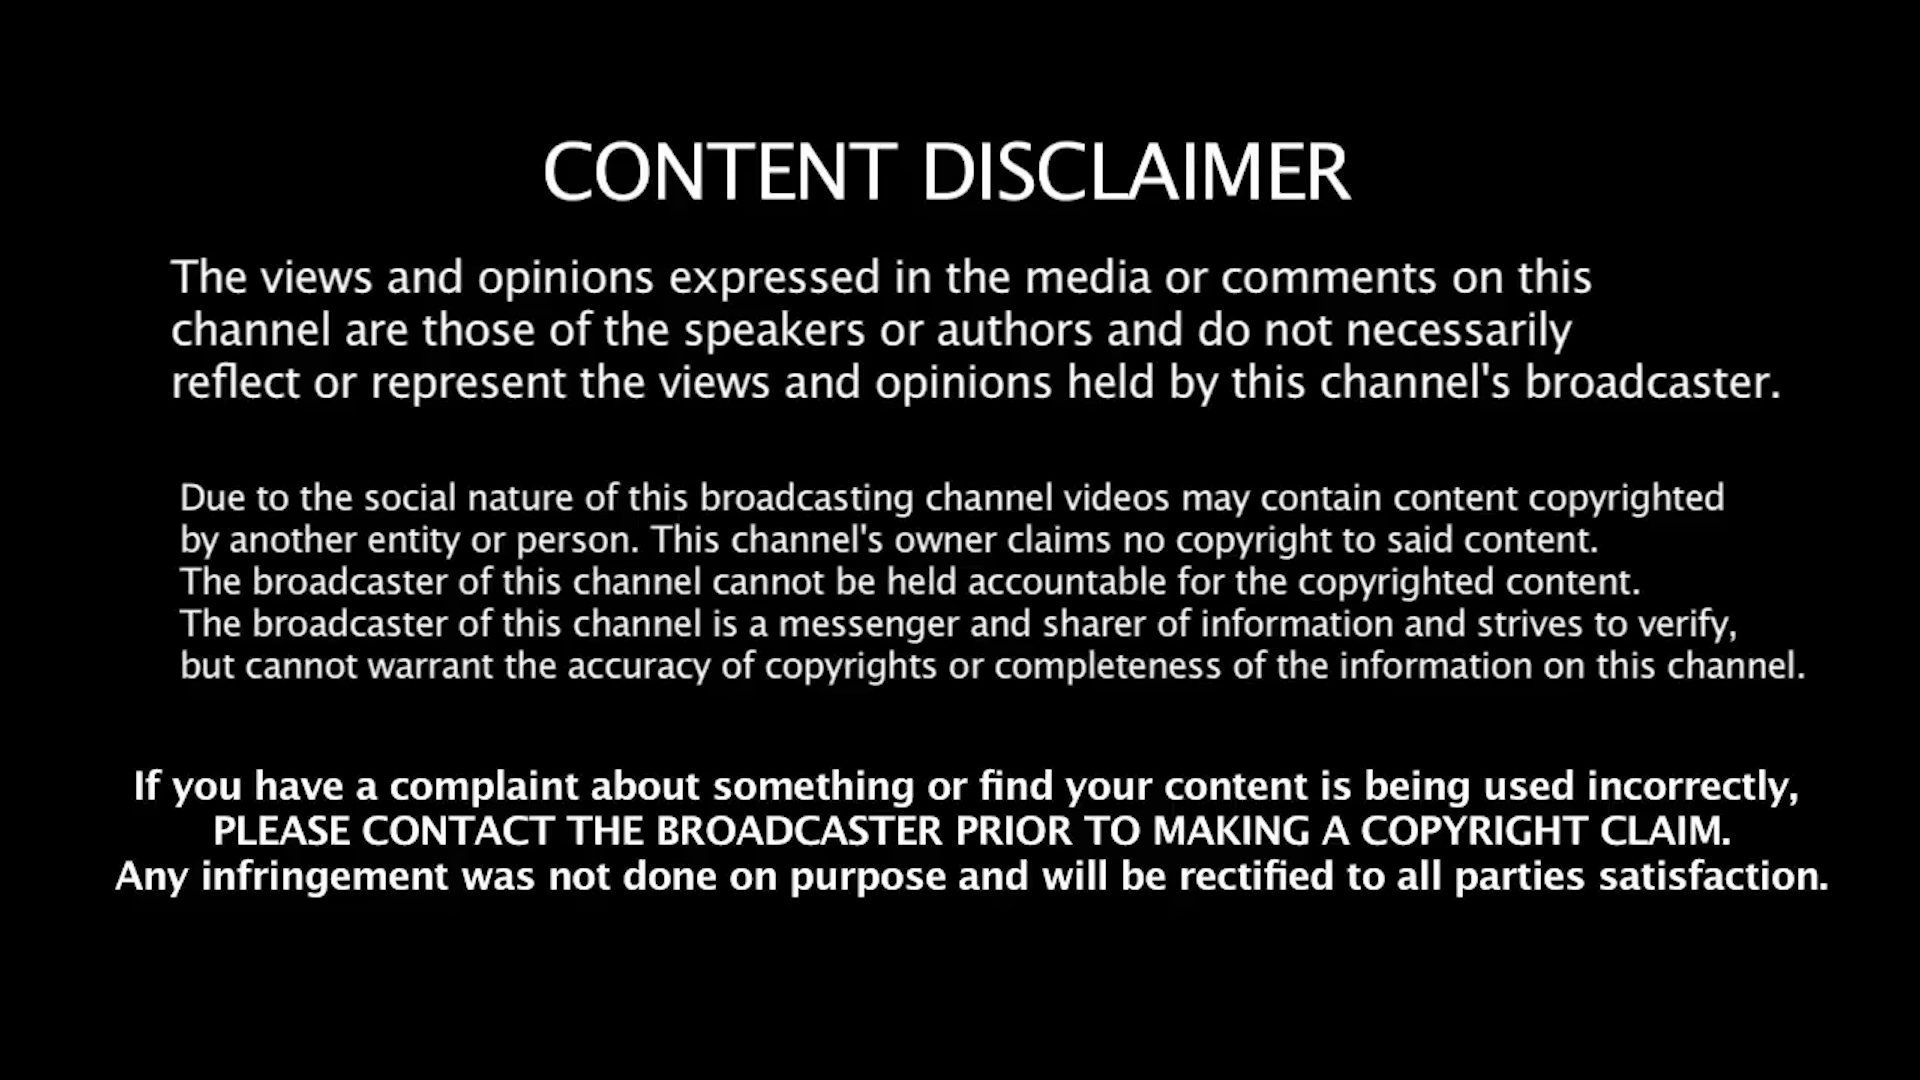 CONTENT DISCLAIMER
The views and opinions expressed in the media or comments on this
channel are those of the speakers or authors and do not necessarily
reflect or represent the views and opinions held by this channel's broadcaster.
Due to the social nature of this broadcasting channel videos may contain content copyrighted
by another entity or person. This channel's owner claims no copyright to said content.
The broadcaster of this channel cannot be held accountable for the copyrighted content.
The broadcaster of this channel is a messenger and sharer of information and strives to verify,
but cannot warrant the accuracy of copyrights or completeness of the information on this channel.
If you have a complaint about something or find your content is being used incorrectly,
PLEASE CONTACT THE BROADCASTER PRIOR TO MAKING A COPYRIGHT CLAIM.
Any infringement was not done on purpose and will be rectified to all parties satisfaction.